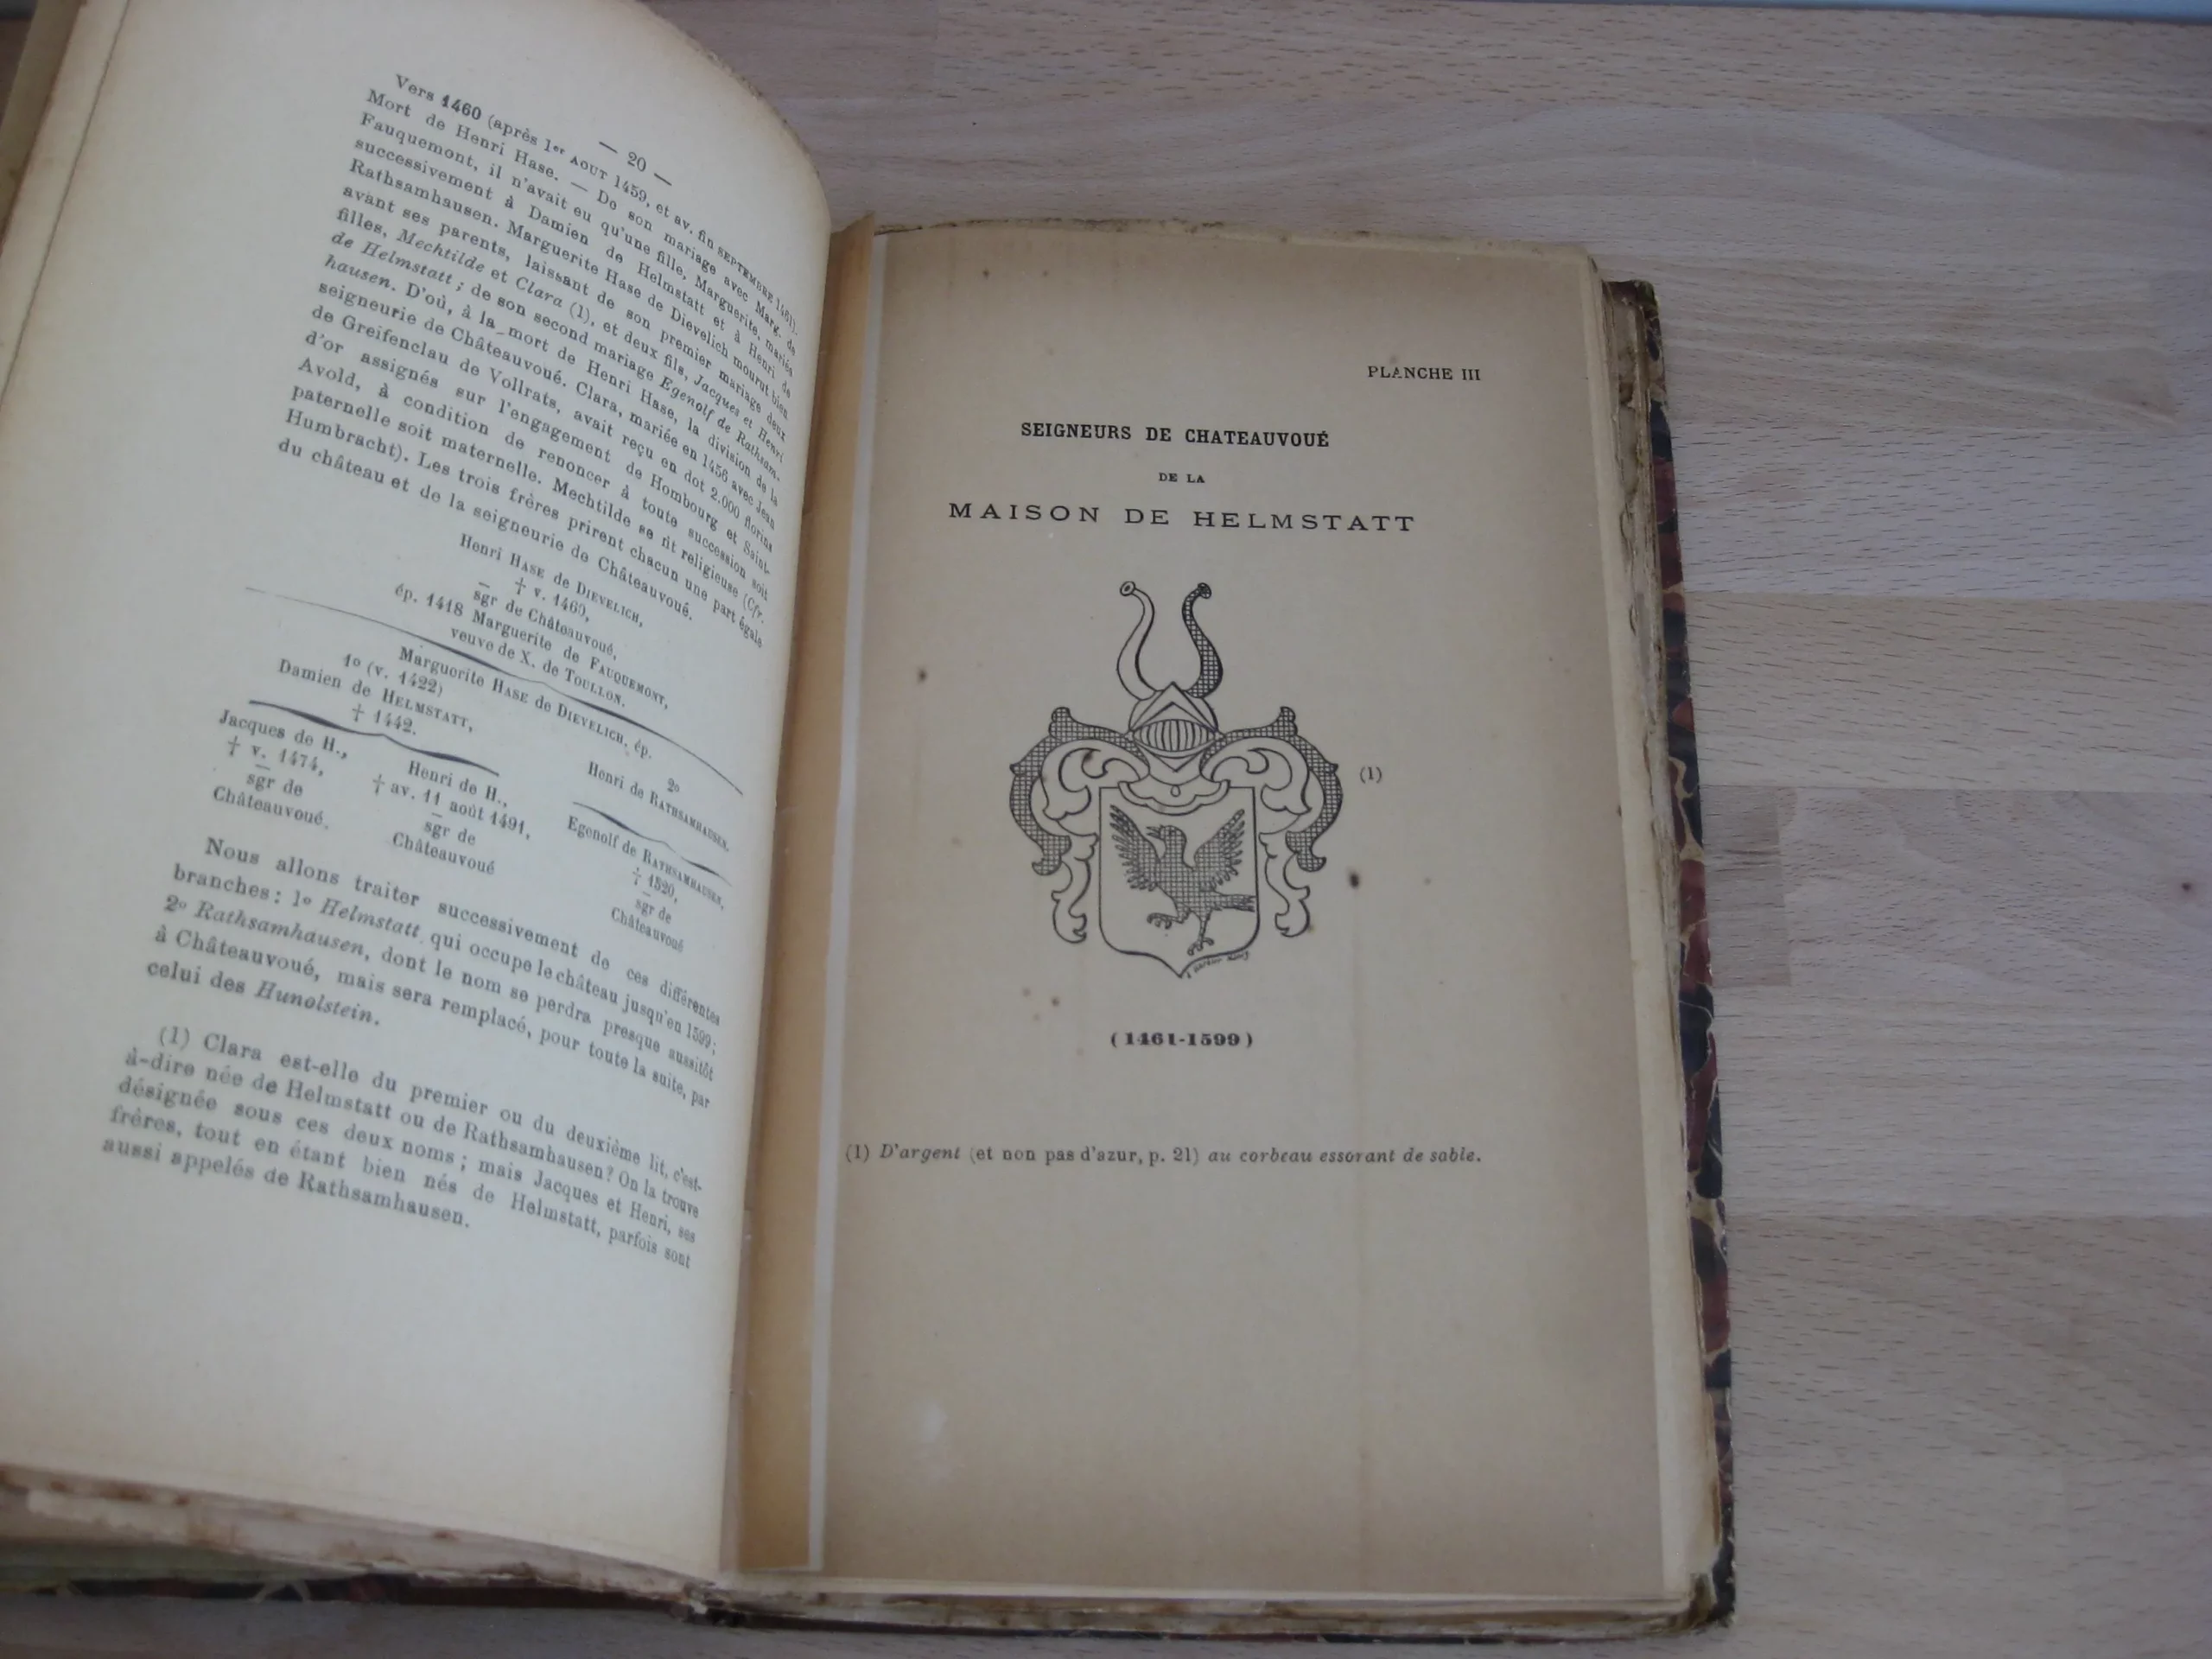 — 20 —
Vers 1460 (après 1er AOUT 1459, et av. fin SEPTEMBRE 1461).
Mort de Henri Hase. — De son mariage avec Marg. de
Fauquemont, il n'avait eu qu'une fille, Marguerite, mariée
successivement à Damien de Helmstatt et à Henri de
Rathsamhausen. Marguerite Hase de Dievelich mourut bien
avant ses parents, laissant de son premier mariage deux
filles, Mechtilde et Clara (1), et deux fils, Jacques et Henri
de Helmstatt ; de son second mariage Egenolf de Rathsam-
hausen. D'où, à la mort de Henri Hase, la division de la
seigneurie de Châteauvoué. Clara, mariée en 1456 avec Jean
de Greifenclau de Vollrats, avait reçu en dot 2.000 florins
d'or assignés sur l'engagement de Hombourg et Saint-
Avold, à condition de renoncer à toute succession soit
paternelle soit maternelle. Mechtilde se fit religieuse (Cfr.
Humbracht). Les trois frères prirent chacun une part égale
du château et de la seigneurie de Châteauvoué.
Henri HASE de DIEVELICH,
† v. 1460,
—
sgr de Châteauvoué,
ép. 1418 Marguerite de FAUQUEMONT,
veuve de X. de TOULLON.
Marguerite HASE de DIEVELICH, ép.
1o (v. 1422)
Damien de HELMSTATT,
† 1442.
2o
Henri de RATHSAMHAUSEN,
Jacques de H.,
† v. 1474,
—
sgr de
Châteauvoué.
Henri de H.,
† av. 11 août 1491,
—
sgr de
Châteauvoué
Egenolf de RATHSAMHAUSEN,
† 1520,
—
sgr de
Châteauvoué
Nous allons traiter successivement de ces différentes
branches : 1o Helmstatt qui occupe le château jusqu'en 1599;
2o Rathsamhausen, dont le nom se perdra presque aussitôt
à Châteauvoué, mais sera remplacé, pour toute la suite, par
celui des Hunolstein.
(1) Clara est-elle du premier ou du deuxième lit, c'est-
à-dire née de Helmstatt ou de Rathsamhausen? On la trouve
désignée sous ces deux noms ; mais Jacques et Henri, ses
frères, tout en étant bien nés de Helmstatt, parfois sont
aussi appelés de Rathsamhausen.
PLANCHE III
SEIGNEURS DE CHATEAUVOUÉ
DE LA
MAISON DE HELMSTATT
(1)
(1461-1599)
(1) D'argent (et non pas d'azur, p. 21) au corbeau essorant de sable.